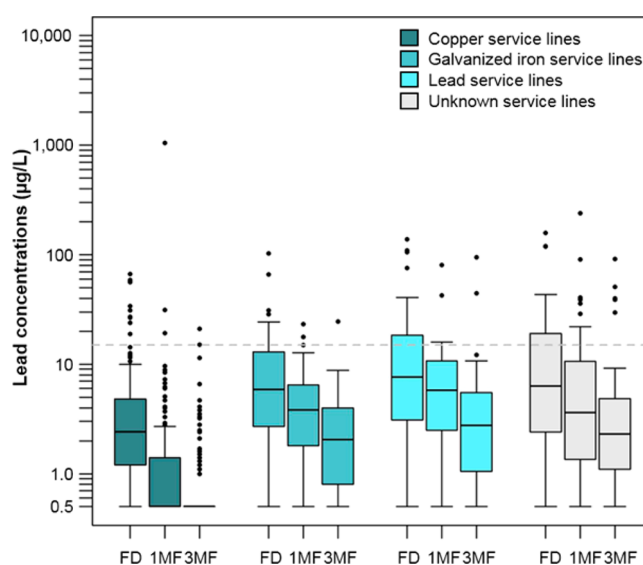 10,000
1,000
100
10
1.0
0.5
Lead concentrations (µg/L)
Copper service lines
Galvanized iron service lines
Lead service lines
Unknown service lines
FD 1MF 3MF FD 1MF 3MF FD 1MF 3MF FD 1MF 3MF